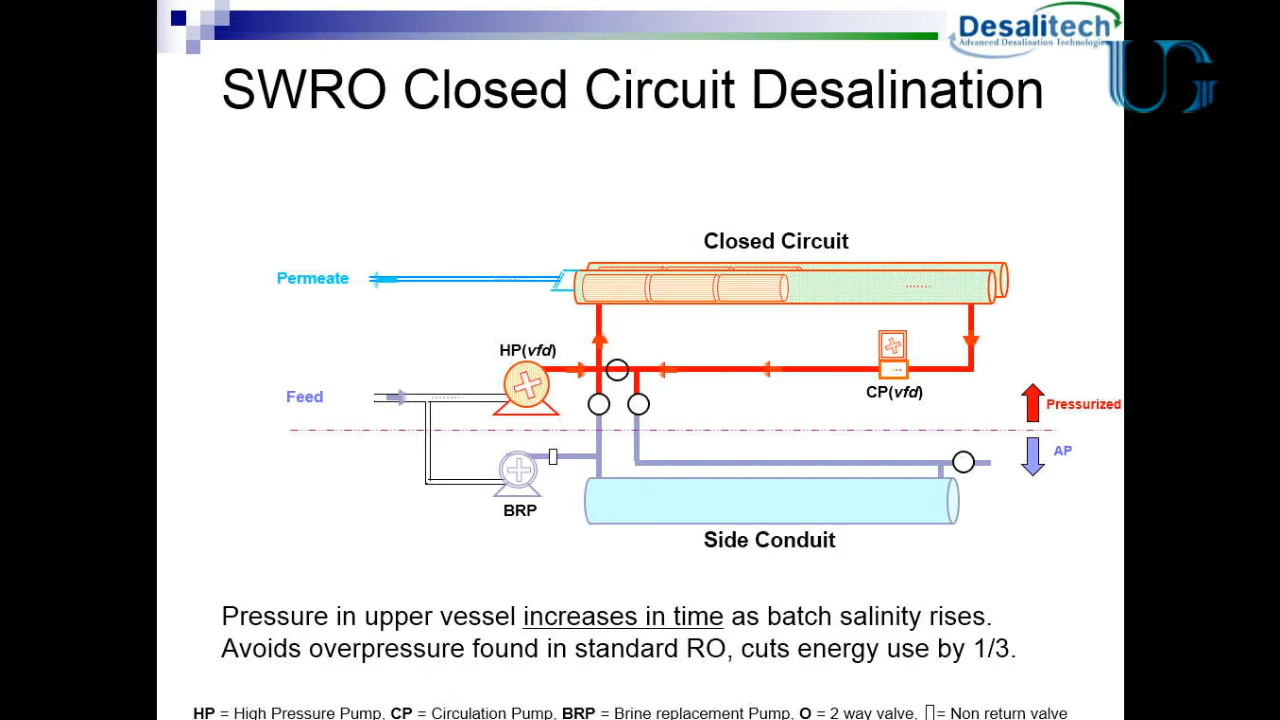 Desalitech
Advanced Desalination Technologies
UG
SWRO Closed Circuit Desalination
Closed Circuit
Permeate
HP(vfd)
CP(vfd)
Feed
Pressurized
AP
BRP
Side Conduit
Pressure in upper vessel increases in time as batch salinity rises.
Avoids overpressure found in standard RO, cuts energy use by 1/3.
HP = High Pressure Pump, CP = Circulation Pump, BRP = Brine replacement Pump, O = 2 way valve, []= Non return valve